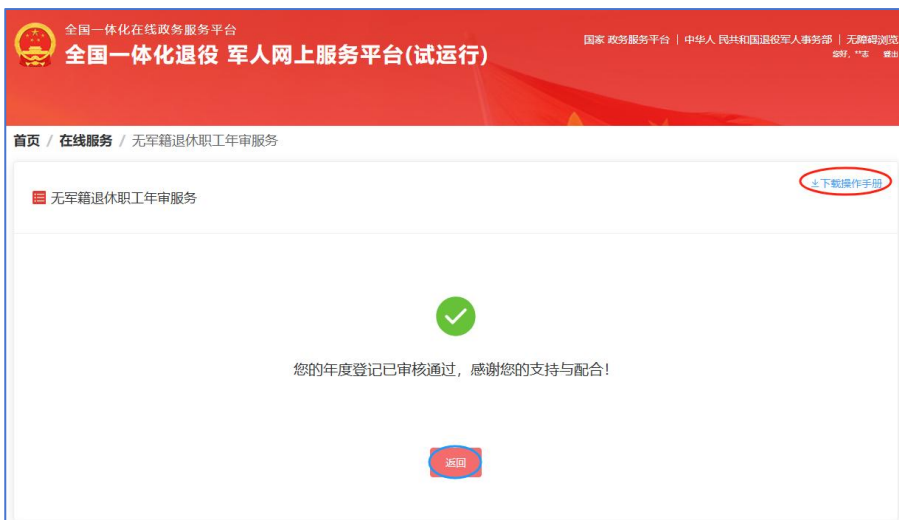 全国一体化在线政务服务平台
全国一体化退役 军人网上服务平台(试运行)
国家 政务服务平台 | 中华人 民共和国退役军人事务部 | 无障碍浏览
您好, **志 退出
首页 / 在线服务 / 无军籍退休职工年审服务
下载操作手册
无军籍退休职工年审服务
您的年度登记已审核通过，感谢您的支持与配合！
返回